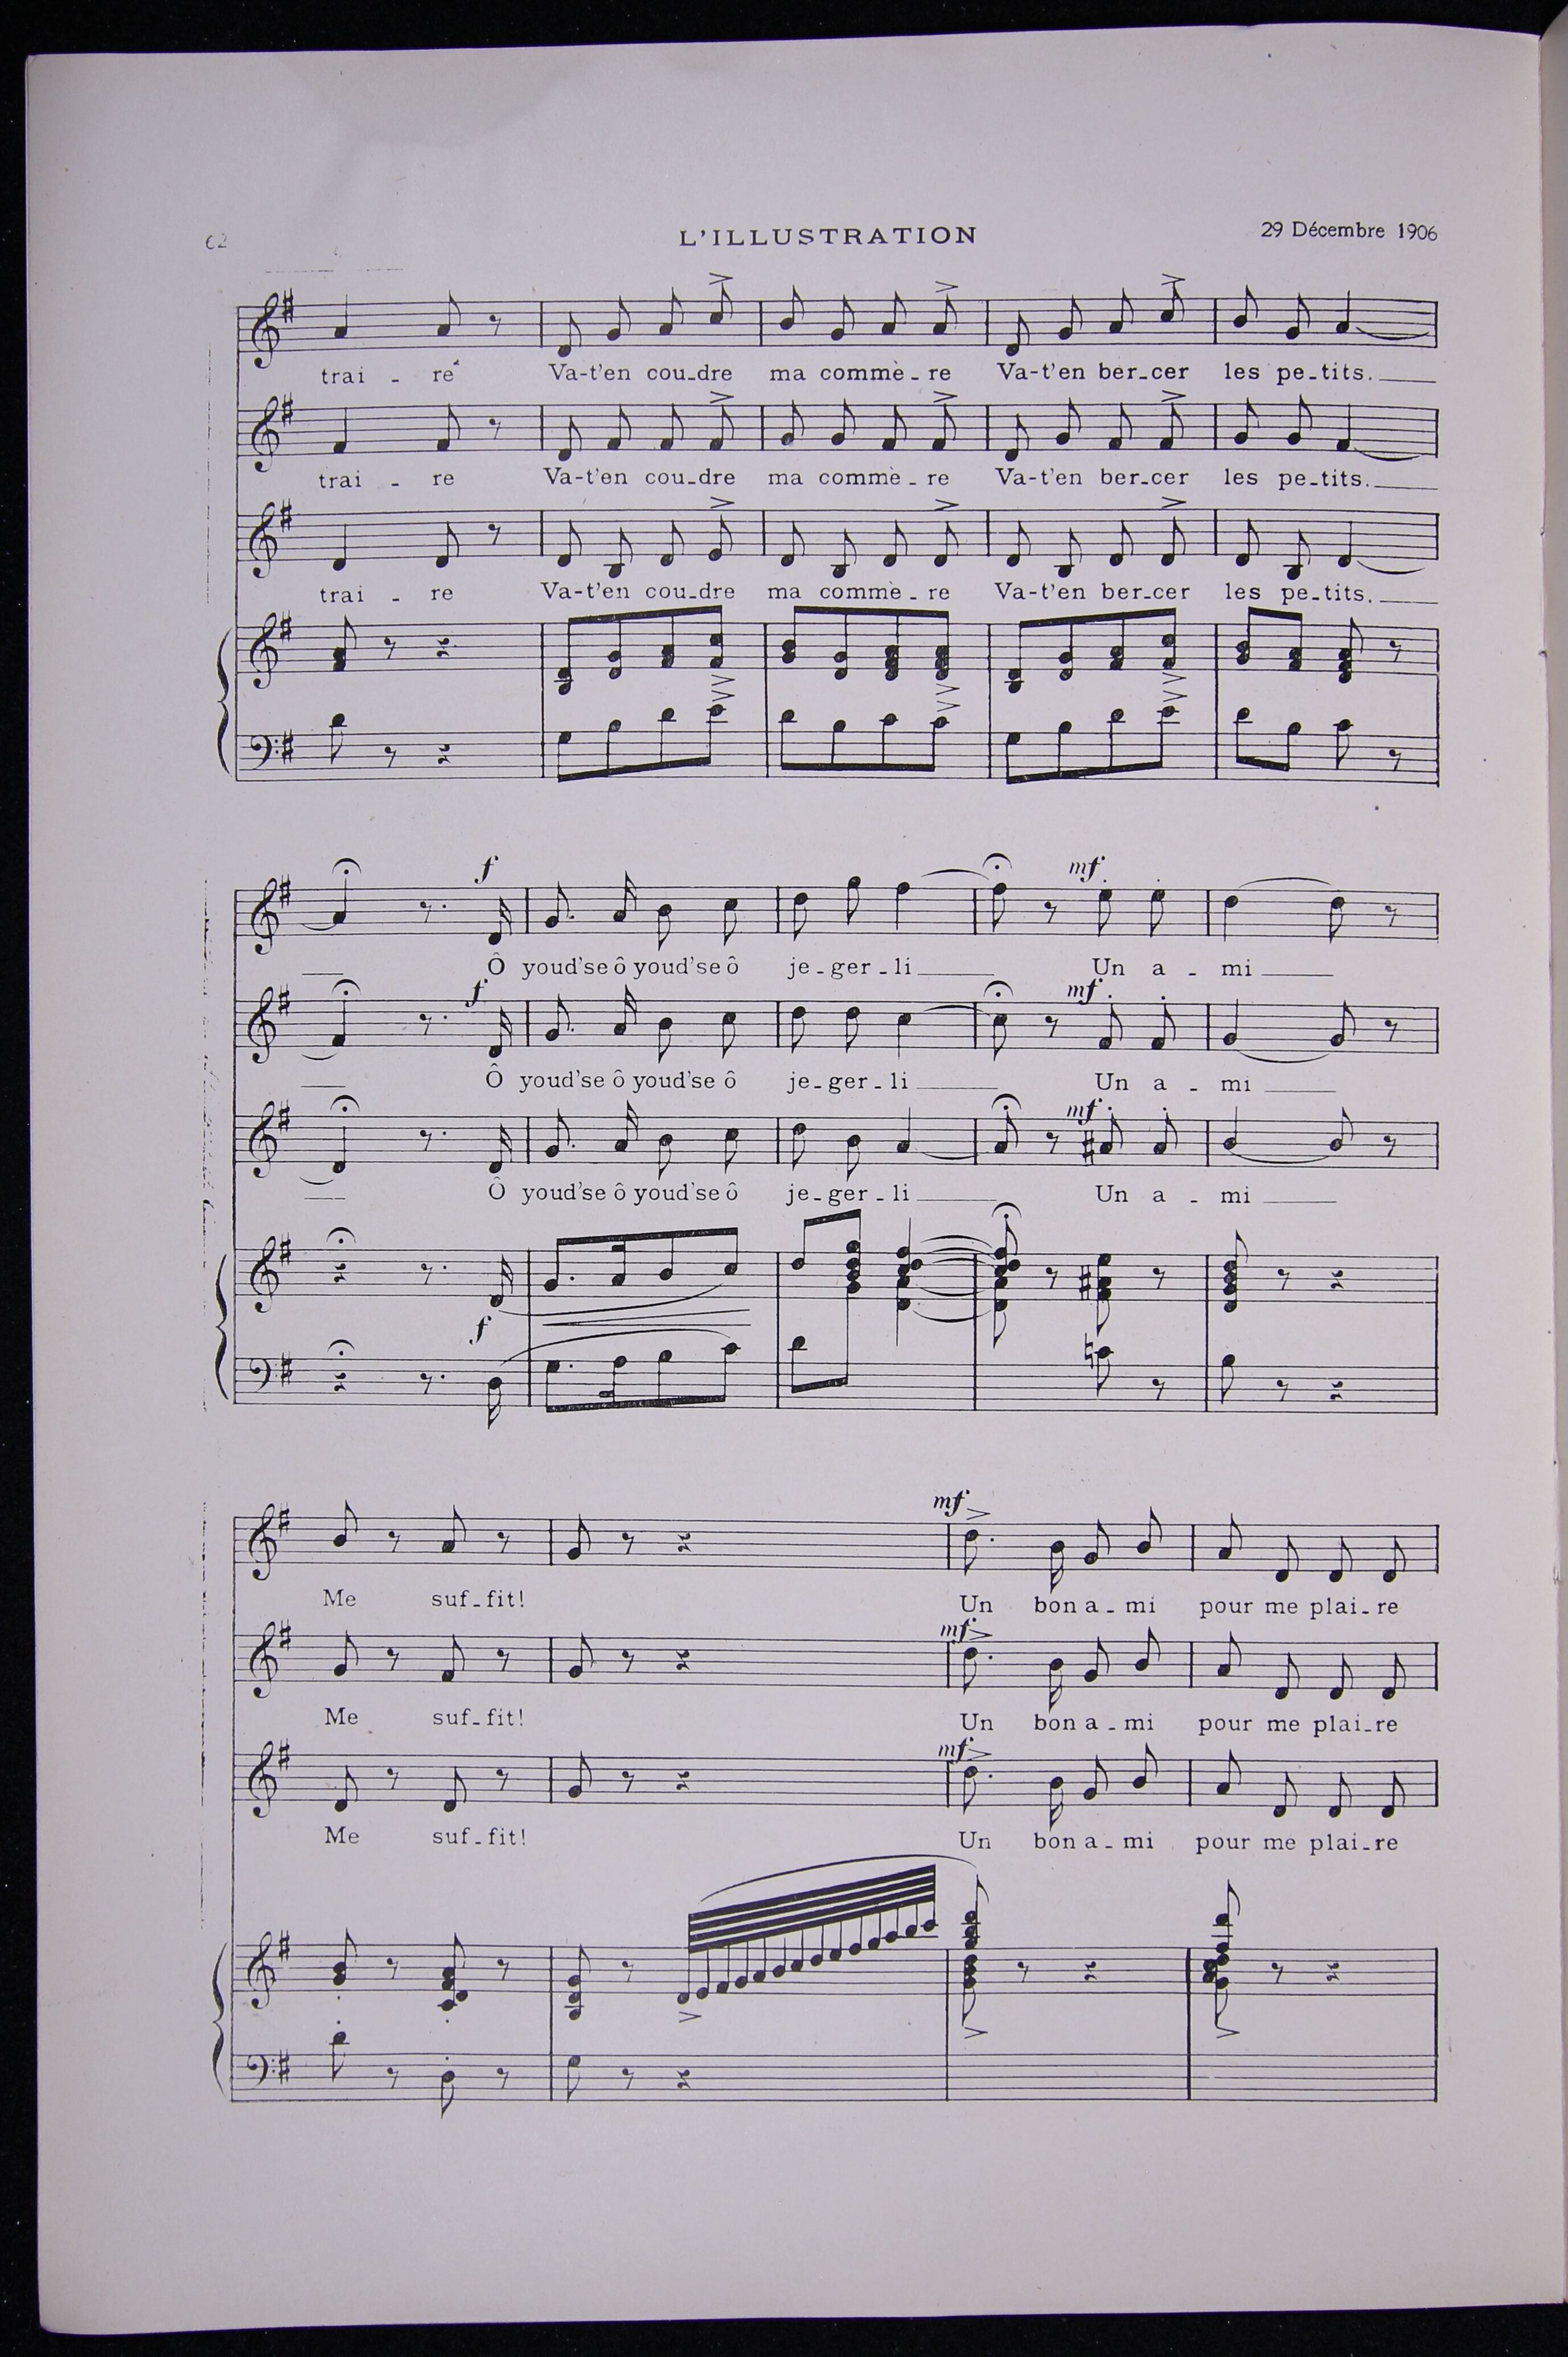 62
L'ILLUSTRATION
29 Décembre 1906
trai - re Va-t'en cou-dre ma commè-re Va-t'en ber-cer les pe-tits.
trai - re Va-t'en cou-dre ma commè-re Va-t'en ber-cer les pe-tits.
trai - re Va-t'en cou-dre ma commè-re Va-t'en ber-cer les pe-tits.
f mf
Ô youd'se ô youd'se ô je-ger-li Un a - mi
f mf
Ô youd'se ô youd'se ô je-ger-li Un a - mi
mf
Ô youd'se ô youd'se ô je-ger-li Un a - mi
f
mf
Me suf-fit! Un bon a-mi pour me plai-re
mf
Me suf-fit! Un bon a-mi pour me plai-re
mf
Me suf-fit! Un bon a-mi pour me plai-re